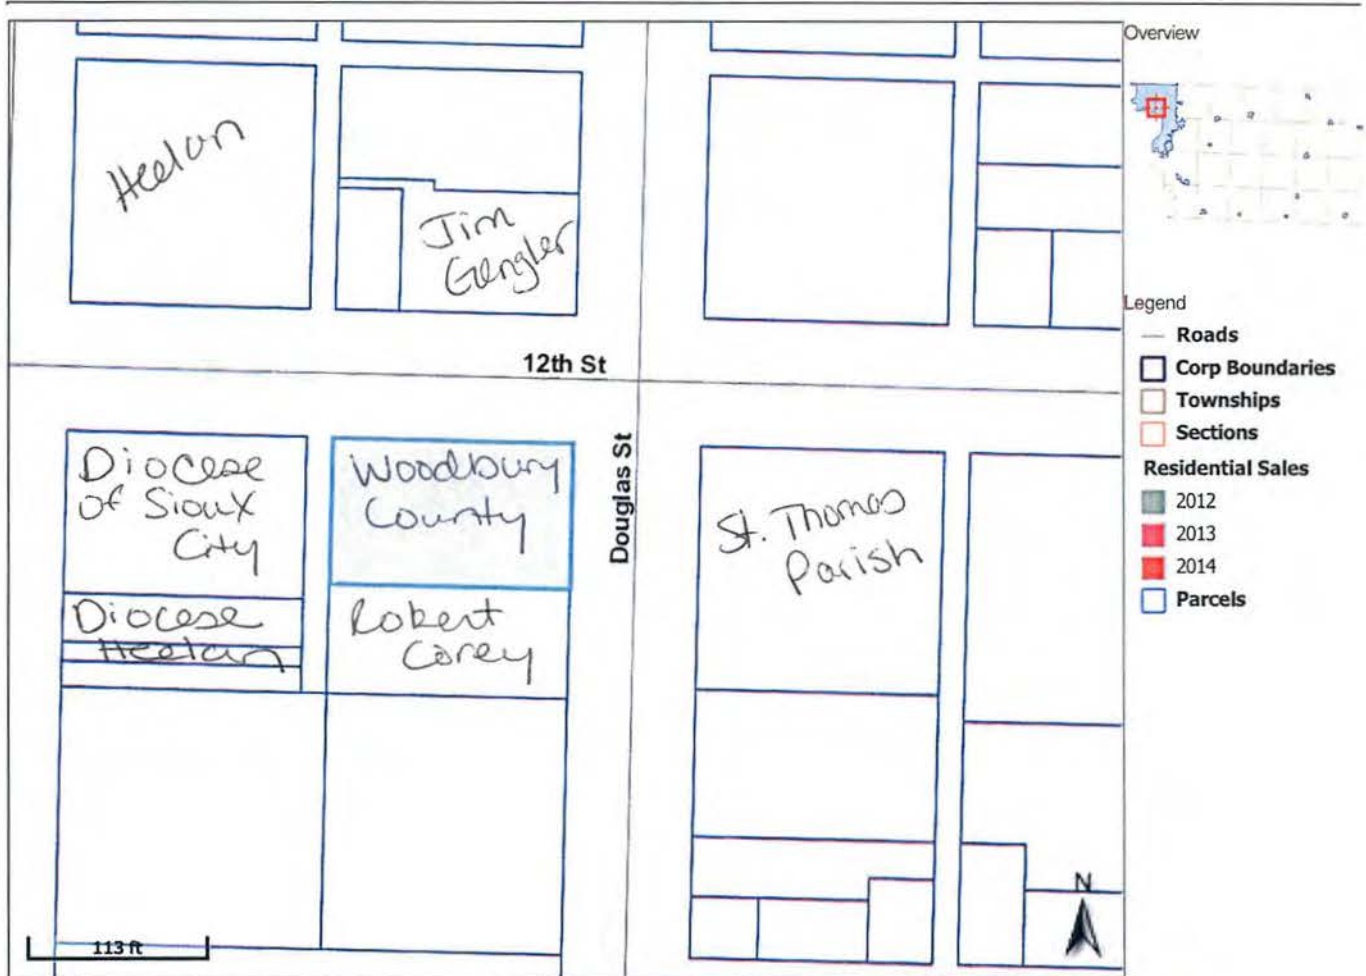 Overview
Heelan
Jim
Gengler
12th St
Douglas St
Diocese
of Sioux
City
Woodbury
County
St. Thomas
Parish
Diocese
Heelan
Robert
Corey
113 ft
N
Legend
Roads
Corp Boundaries
Townships
Sections
Residential Sales
2012
2013
2014
Parcels